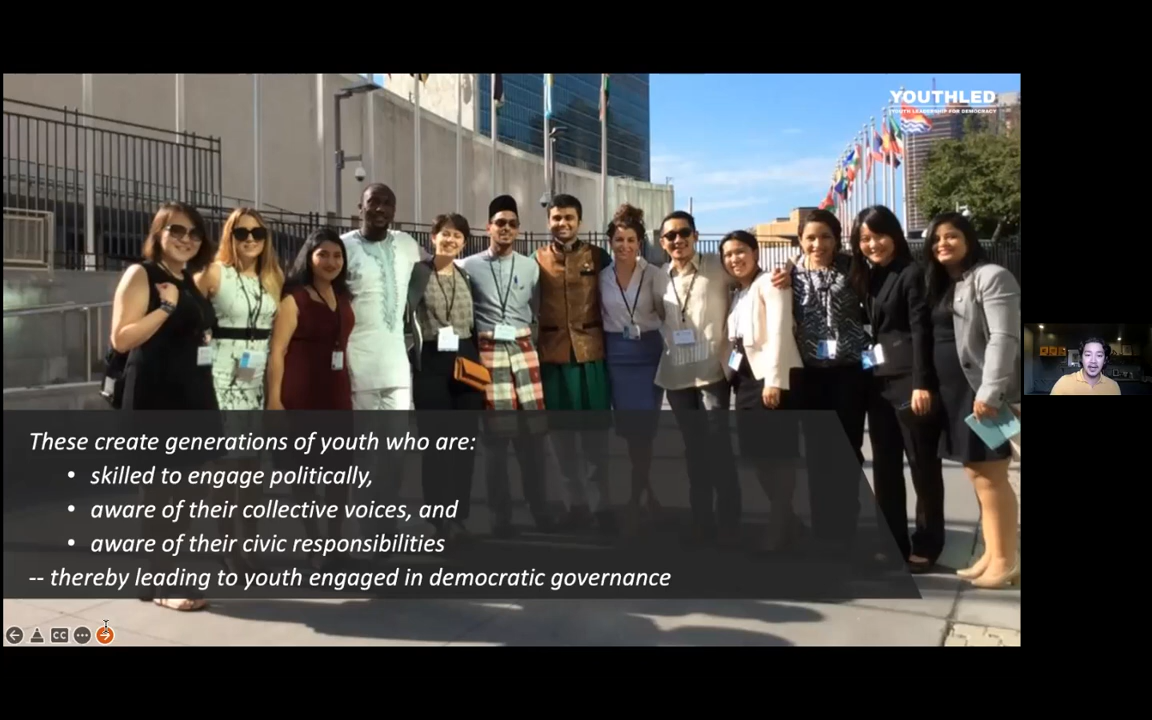 YOUTHLED
YOUTH LEADERSHIP FOR DEMOCRACY
These create generations of youth who are:
• skilled to engage politically,
• aware of their collective voices, and
• aware of their civic responsibilities
-- thereby leading to youth engaged in democratic governance
CC